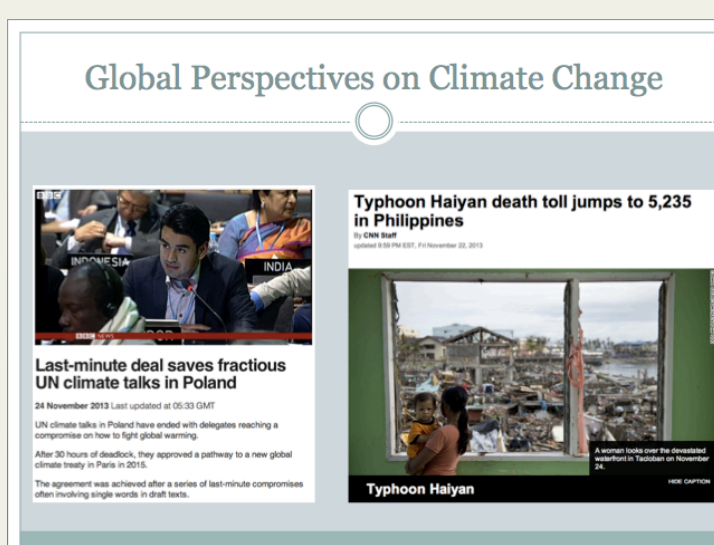 Global Perspectives on Climate Change
BBC
INDONESIA
INDIA
BBC NEWS
Last-minute deal saves fractious
UN climate talks in Poland
24 November 2013 Last updated at 05:33 GMT
UN climate talks in Poland have ended with delegates reaching a
compromise on how to fight global warming.
After 30 hours of deadlock, they approved a pathway to a new global
climate treaty in Paris in 2015.
The agreement was achieved after a series of last-minute compromises
often involving single words in draft texts.
Typhoon Haiyan death toll jumps to 5,235
in Philippines
By CNN Staff
updated 9:59 PM EST, Fri November 22, 2013
A woman looks over the devastated
waterfront in Tacloban on November
24.
HIDE CAPTION
Typhoon Haiyan